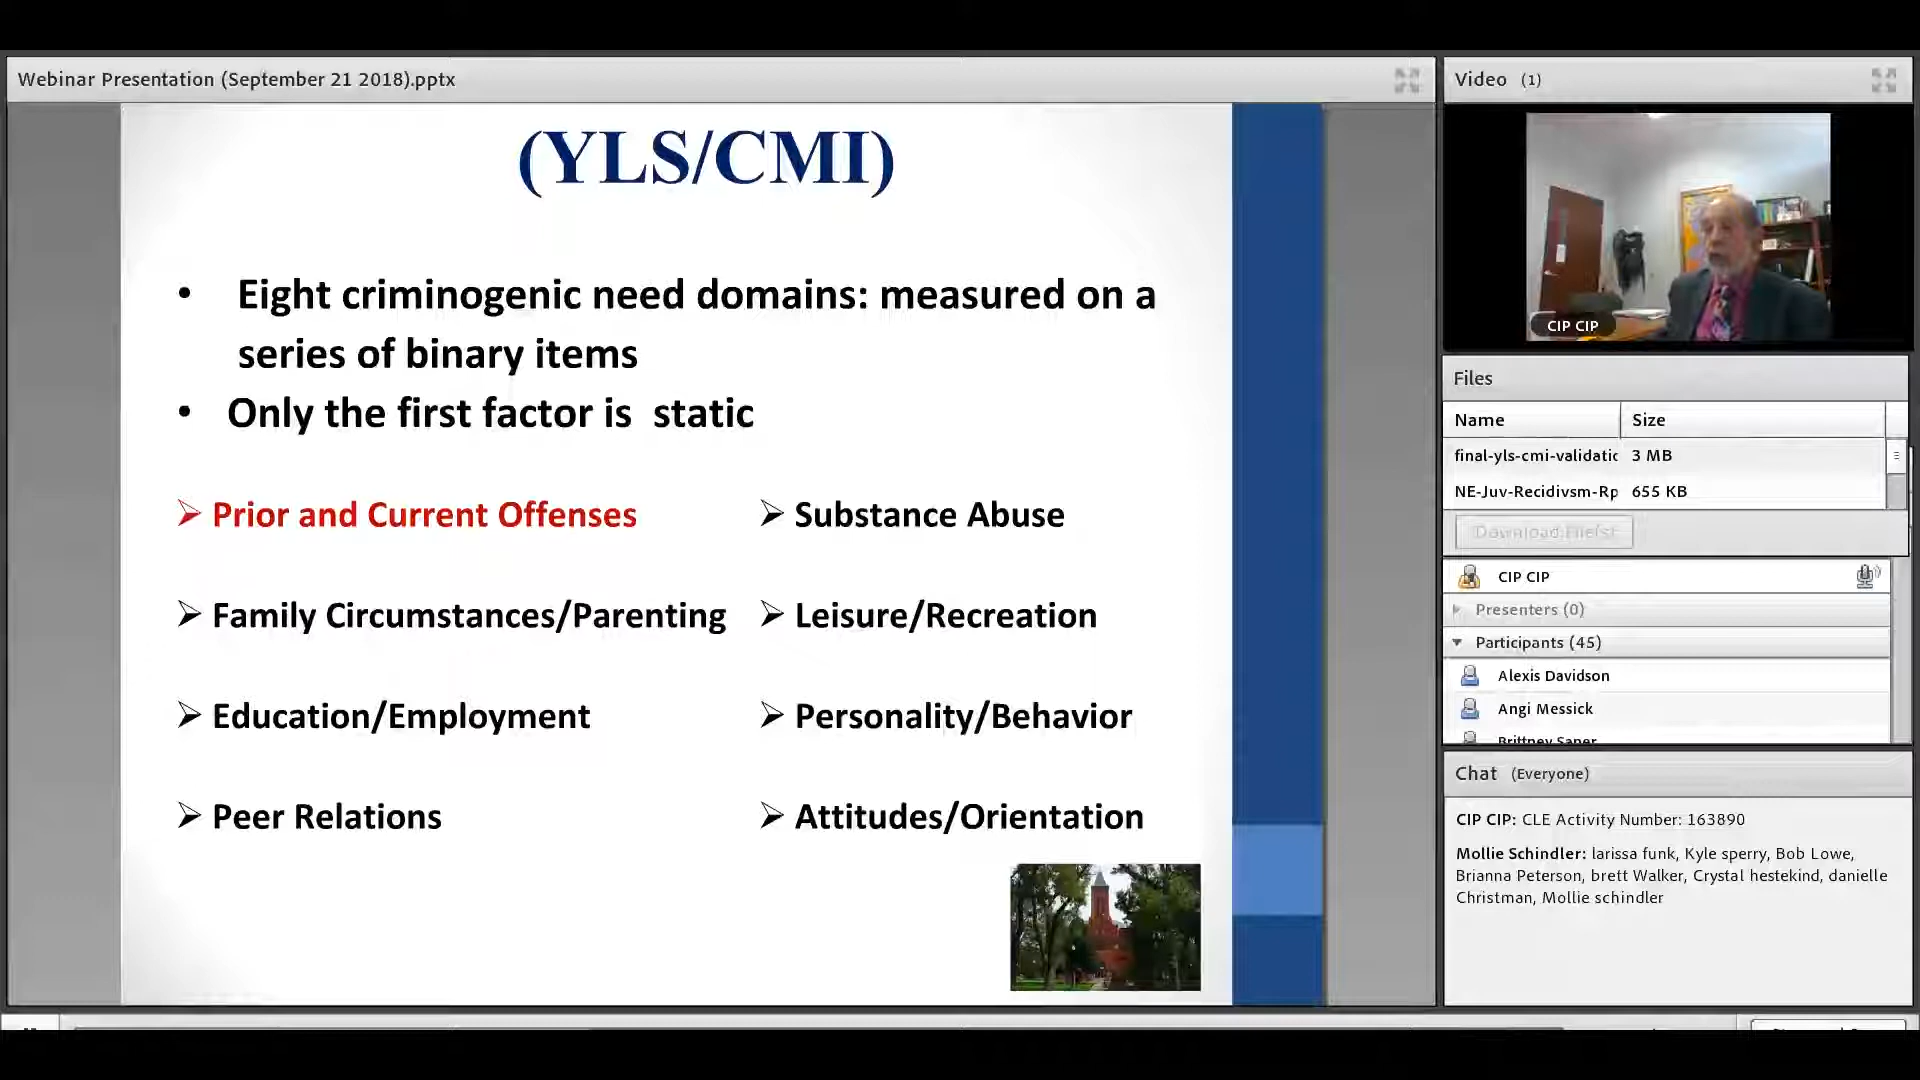 Webinar Presentation (September 21 2018).pptx
(YLS/CMI)
• Eight criminogenic need domains: measured on a
series of binary items
• Only the first factor is static
➢ Prior and Current Offenses
➢ Substance Abuse
➢ Family Circumstances/Parenting
➢ Leisure/Recreation
➢ Education/Employment
➢ Personality/Behavior
➢ Peer Relations
➢ Attitudes/Orientation
Video (1)
CIP CIP
Files
Name Size
final-yls-cmi-validatic 3 MB
NE-Juv-Recidivsm-Rp 655 KB
Download File(s)
CIP CIP
Presenters (0)
Participants (45)
Alexis Davidson
Angi Messick
Brittney Saner
Chat (Everyone)
CIP CIP: CLE Activity Number: 163890
Mollie Schindler: larissa funk, Kyle sperry, Bob Lowe,
Brianna Peterson, brett Walker, Crystal hestekind, danielle
Christman, Mollie schindler